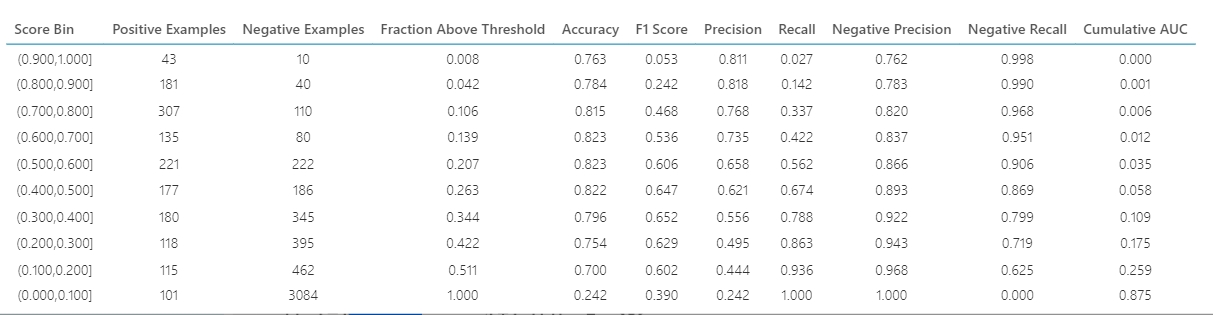 Score Bin Positive Examples Negative Examples Fraction Above Threshold Accuracy F1 Score Precision Recall Negative Precision Negative Recall Cumulative AUC
(0.900,1.000] 43 10 0.008 0.763 0.053 0.811 0.027 0.762 0.998 0.000
(0.800,0.900] 181 40 0.042 0.784 0.242 0.818 0.142 0.783 0.990 0.001
(0.700,0.800] 307 110 0.106 0.815 0.468 0.768 0.337 0.820 0.968 0.006
(0.600,0.700] 135 80 0.139 0.823 0.536 0.735 0.422 0.837 0.951 0.012
(0.500,0.600] 221 222 0.207 0.823 0.606 0.658 0.562 0.866 0.906 0.035
(0.400,0.500] 177 186 0.263 0.822 0.647 0.621 0.674 0.893 0.869 0.058
(0.300,0.400] 180 345 0.344 0.796 0.652 0.556 0.788 0.922 0.799 0.109
(0.200,0.300] 118 395 0.422 0.754 0.629 0.495 0.863 0.943 0.719 0.175
(0.100,0.200] 115 462 0.511 0.700 0.602 0.444 0.936 0.968 0.625 0.259
(0.000,0.100] 101 3084 1.000 0.242 0.390 0.242 1.000 1.000 0.000 0.875